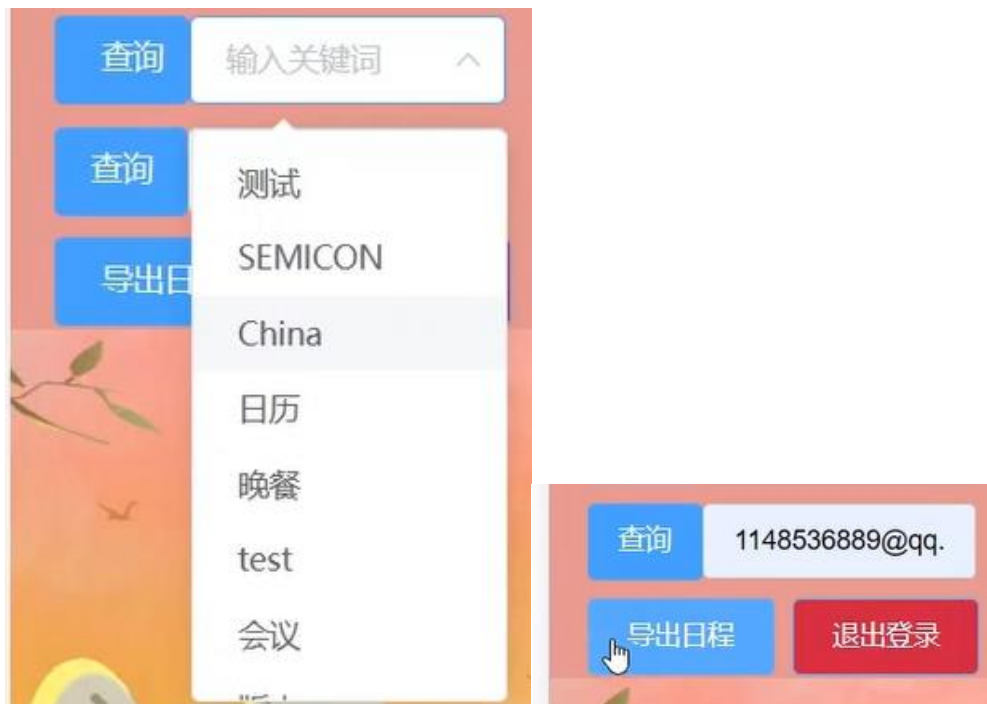 查询 输入关键词
查询
测试
SEMICON
导出日
China
日历
晚餐
test
会议
查询 1148536889@qq.
导出日程 退出登录